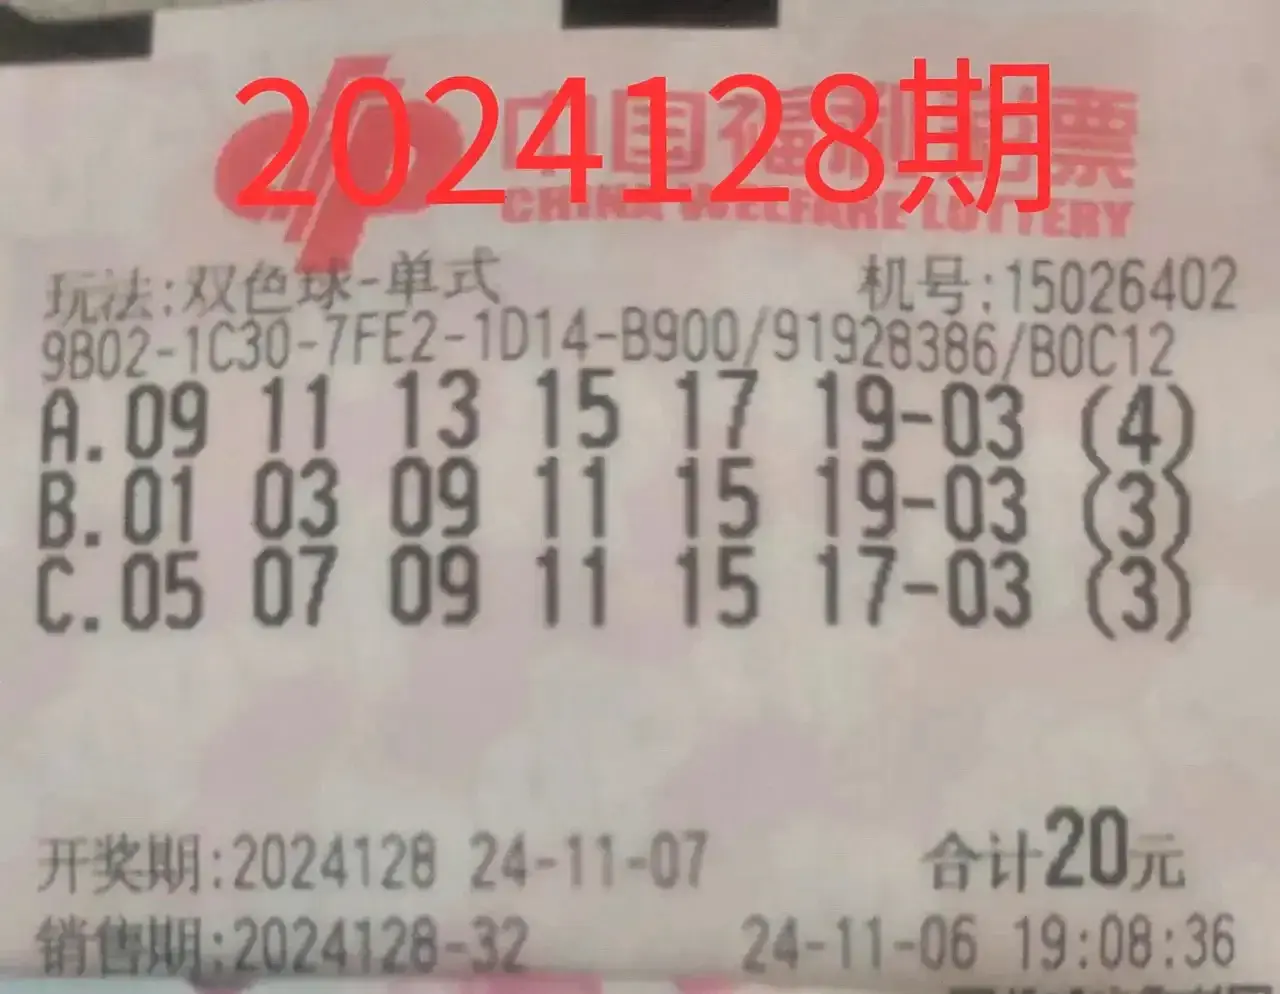 2024128期
中国福利彩票
CHINA WELFARE LOTTERY
玩法:双色球-单式 机号:15026402
9B02-1C30-7FE2-1D14-B900/91928386/B0C12
A.09 11 13 15 17 19-03 (4)
B.01 03 09 11 15 19-03 (3)
C.05 07 09 11 15 17-03 (3)
开奖期:2024128 24-11-07 合计20元
销售期:2024128-32 24-11-06 19:08:36